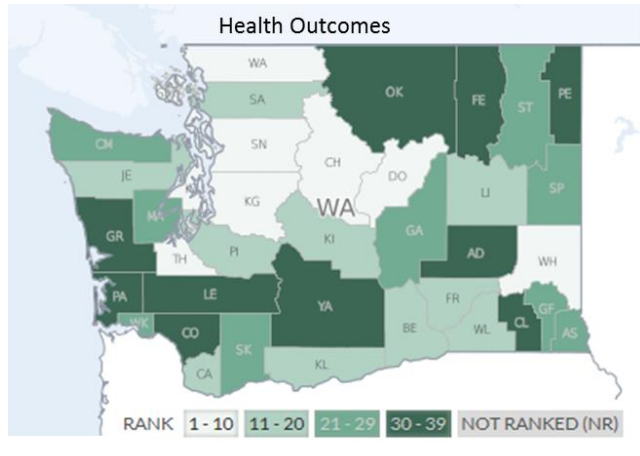 Health Outcomes
WA
OK
FE
ST
PE
SA
CM
SN
CH
JE
DO
LI
SP
KG
WA
MA
GR
KI
GA
TH
PI
AD
WH
PA
LE
YA
FR
GF
WK
CO
BE
WL
CL
AS
SK
CA
KL
RANK 1 - 10 11 - 20 21 - 29 30 - 39 NOT RANKED (NR)